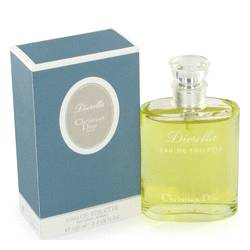 Diorella
Christian Dior
EAU DE TOILETTE
Diorella
EAU DE TOILETTE
Christian Dior